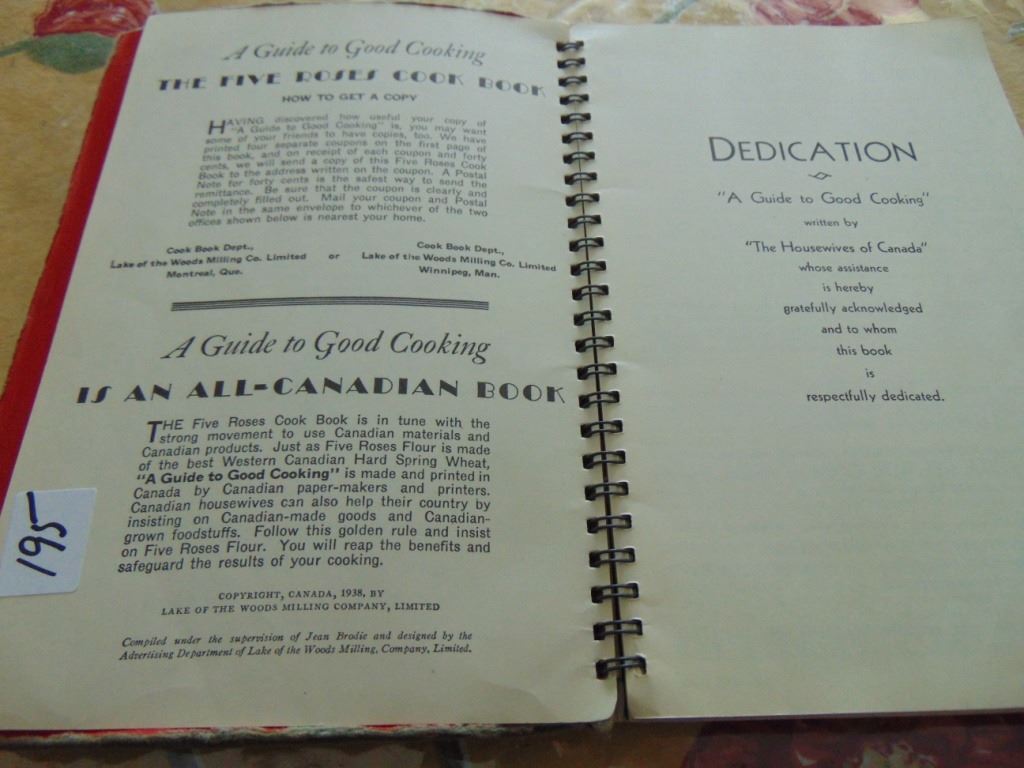 A Guide to Good Cooking
THE FIVE ROSES COOK BOOK
HOW TO GET A COPY
HAVING discovered how useful your copy of
"A Guide to Good Cooking" is, you may want
some of your friends to have copies, too. We have
printed four separate coupons on the first page of
this book, and on receipt of each coupon and forty
cents, we will send a copy of this Five Roses Cook
Book to the address written on the coupon. A Postal
Note for forty cents is the safest way to send the
remittance. Be sure that the coupon is clearly and
completely filled out. Mail your coupon and Postal
Note in the same envelope to whichever of the two
offices shown below is nearest your home.
Cook Book Dept.,
Lake of the Woods Milling Co. Limited
Montreal, Que.
or
Cook Book Dept.,
Lake of the Woods Milling Co. Limited
Winnipeg, Man.
A Guide to Good Cooking
IS AN ALL-CANADIAN BOOK
THE Five Roses Cook Book is in tune with the
strong movement to use Canadian materials and
Canadian products. Just as Five Roses Flour is made
of the best Western Canadian Hard Spring Wheat,
"A Guide to Good Cooking" is made and printed in
Canada by Canadian paper-makers and printers.
Canadian housewives can also help their country by
insisting on Canadian-made goods and Canadian-
grown foodstuffs. Follow this golden rule and insist
on Five Roses Flour. You will reap the benefits and
safeguard the results of your cooking.
COPYRIGHT, CANADA, 1938, BY
LAKE OF THE WOODS MILLING COMPANY, LIMITED
Compiled under the supervision of Jean Brodie and designed by the
Advertising Department of Lake of the Woods Milling, Company, Limited.
195
DEDICATION
"A Guide to Good Cooking"
written by
"The Housewives of Canada"
whose assistance
is hereby
gratefully acknowledged
and to whom
this book
is
respectfully dedicated.